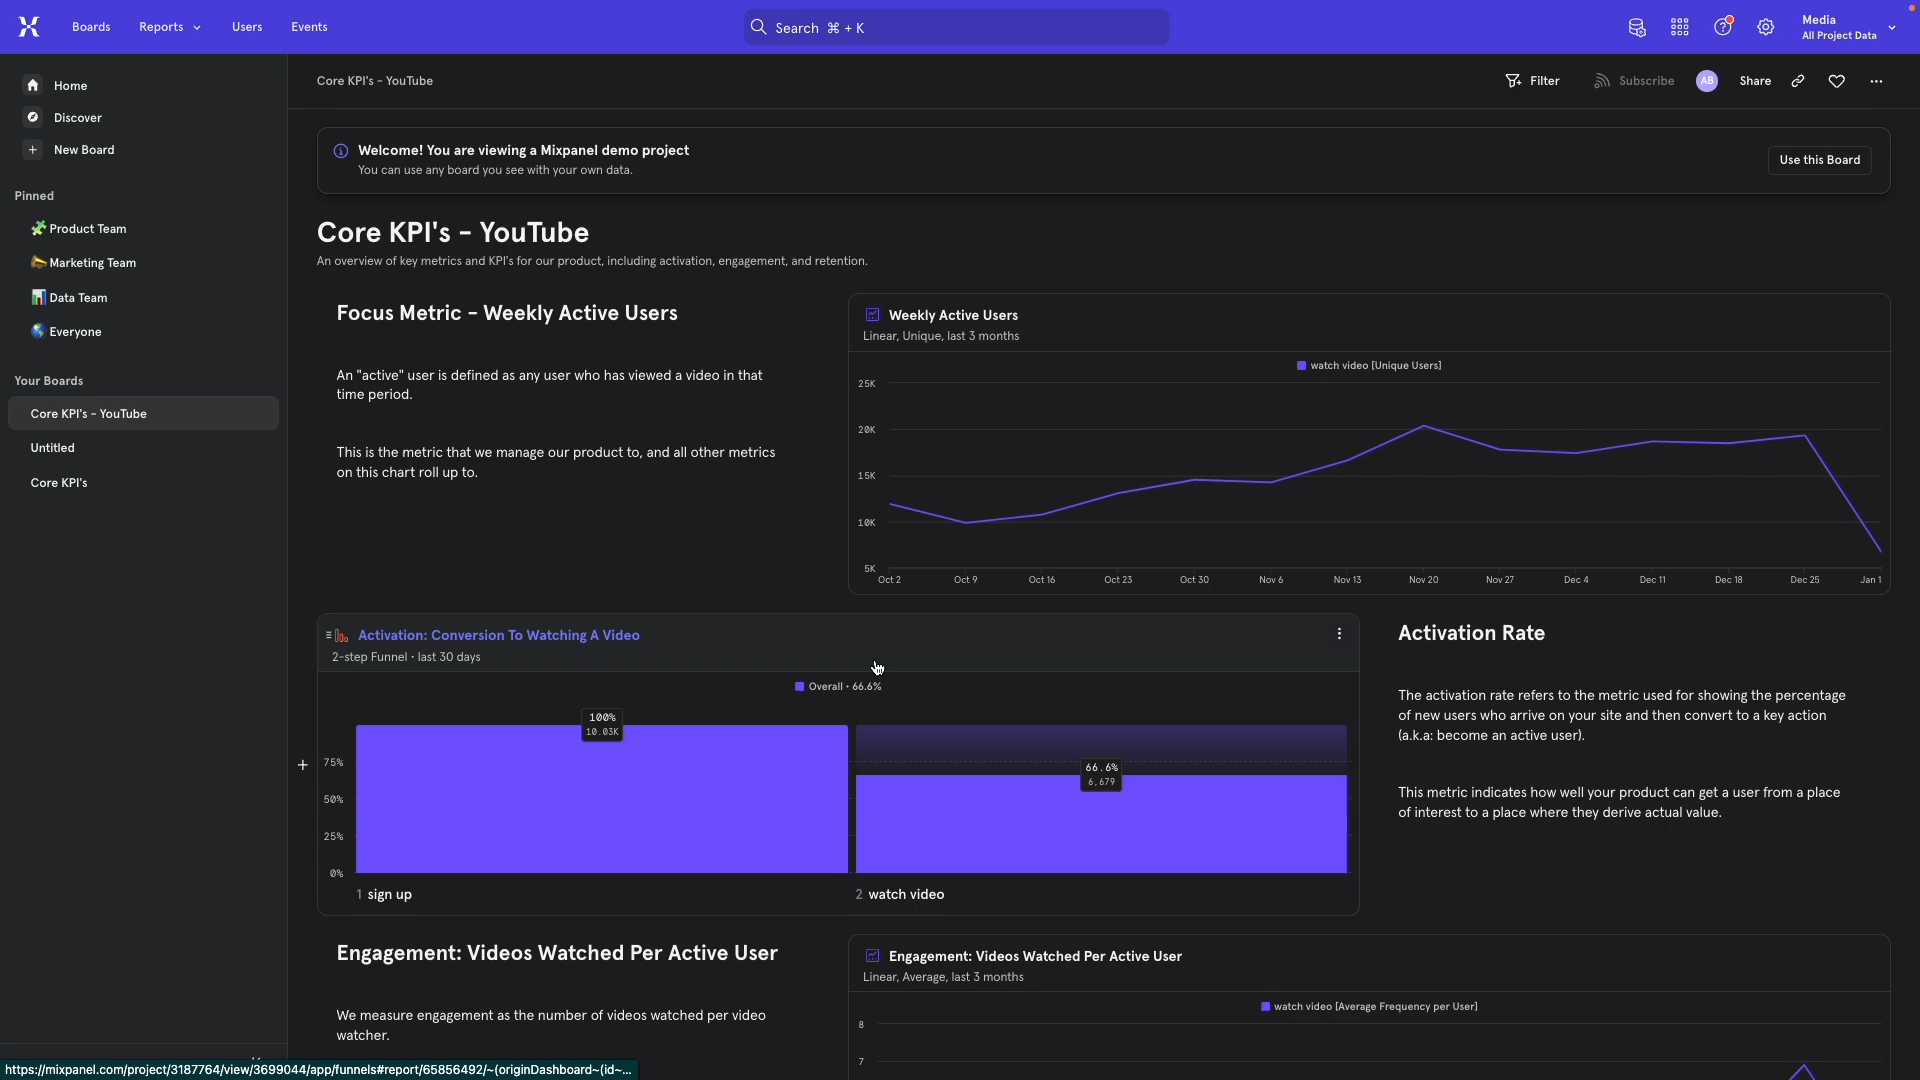 Boards
Reports
Users
Events
Search ⌘ + K
Media
All Project Data
Home
Discover
New Board
Pinned
Product Team
Marketing Team
Data Team
Everyone
Your Boards
Core KPI's - YouTube
Untitled
Core KPI's
Core KPI's - YouTube
Filter
Subscribe
AB
Share
Welcome! You are viewing a Mixpanel demo project
You can use any board you see with your own data.
Use this Board
Core KPI's - YouTube
An overview of key metrics and KPI's for our product, including activation, engagement, and retention.
Focus Metric - Weekly Active Users
An "active" user is defined as any user who has viewed a video in that
time period.
This is the metric that we manage our product to, and all other metrics
on this chart roll up to.
Weekly Active Users
Linear, Unique, last 3 months
watch video [Unique Users]
25K
20K
15K
10K
5K
Oct 2 Oct 9 Oct 16 Oct 23 Oct 30 Nov 6 Nov 13 Nov 20 Nov 27 Dec 4 Dec 11 Dec 18 Dec 25 Jan 1
Activation: Conversion To Watching A Video
2-step Funnel • last 30 days
Overall • 66.6%
100%
10.03K
66.6%
6,679
75%
50%
25%
0%
1 sign up
2 watch video
Activation Rate
The activation rate refers to the metric used for showing the percentage
of new users who arrive on your site and then convert to a key action
(a.k.a: become an active user).
This metric indicates how well your product can get a user from a place
of interest to a place where they derive actual value.
Engagement: Videos Watched Per Active User
We measure engagement as the number of videos watched per video
watcher.
Engagement: Videos Watched Per Active User
Linear, Average, last 3 months
watch video [Average Frequency per User]
8
7
https://mixpanel.com/project/3187764/view/3699044/app/funnels#report/65856492/~(originDashboard~(id~...